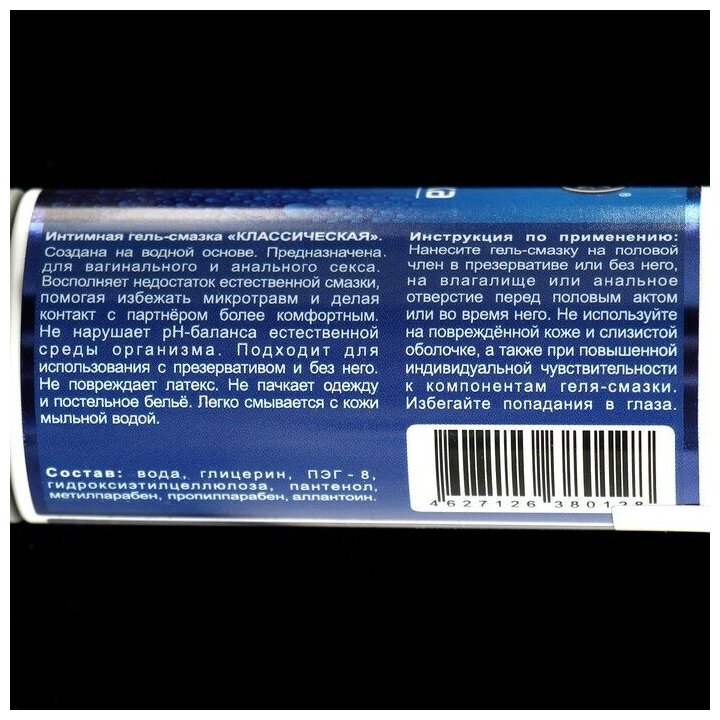 Интимная гель-смазка «КЛАССИЧЕСКАЯ».
Создана на водной основе. Предназначена
для вагинального и анального секса.
Восполняет недостаток естественной смазки,
помогая избежать микротравм и делая
контакт с партнёром более комфортным.
Не нарушает pH-баланса естественной
среды организма. Подходит для
использования с презервативом и без него.
Не повреждает латекс. Не пачкает одежду
и постельное бельё. Легко смывается с кожи
мыльной водой.
Состав: вода, глицерин, ПЭГ-8,
гидроксиэтилцеллюлоза, пантенол,
метилпарабен, пропилпарабен, аллантоин.
Инструкция по применению:
Нанесите гель-смазку на половой
член в презервативе или без него,
на влагалище или анальное
отверстие перед половым актом
или во время него. Не используйте
на повреждённой коже и слизистой
оболочке, а также при повышенной
индивидуальной чувствительности
к компонентам геля-смазки.
Избегайте попадания в глаза.
4627126 380128
®